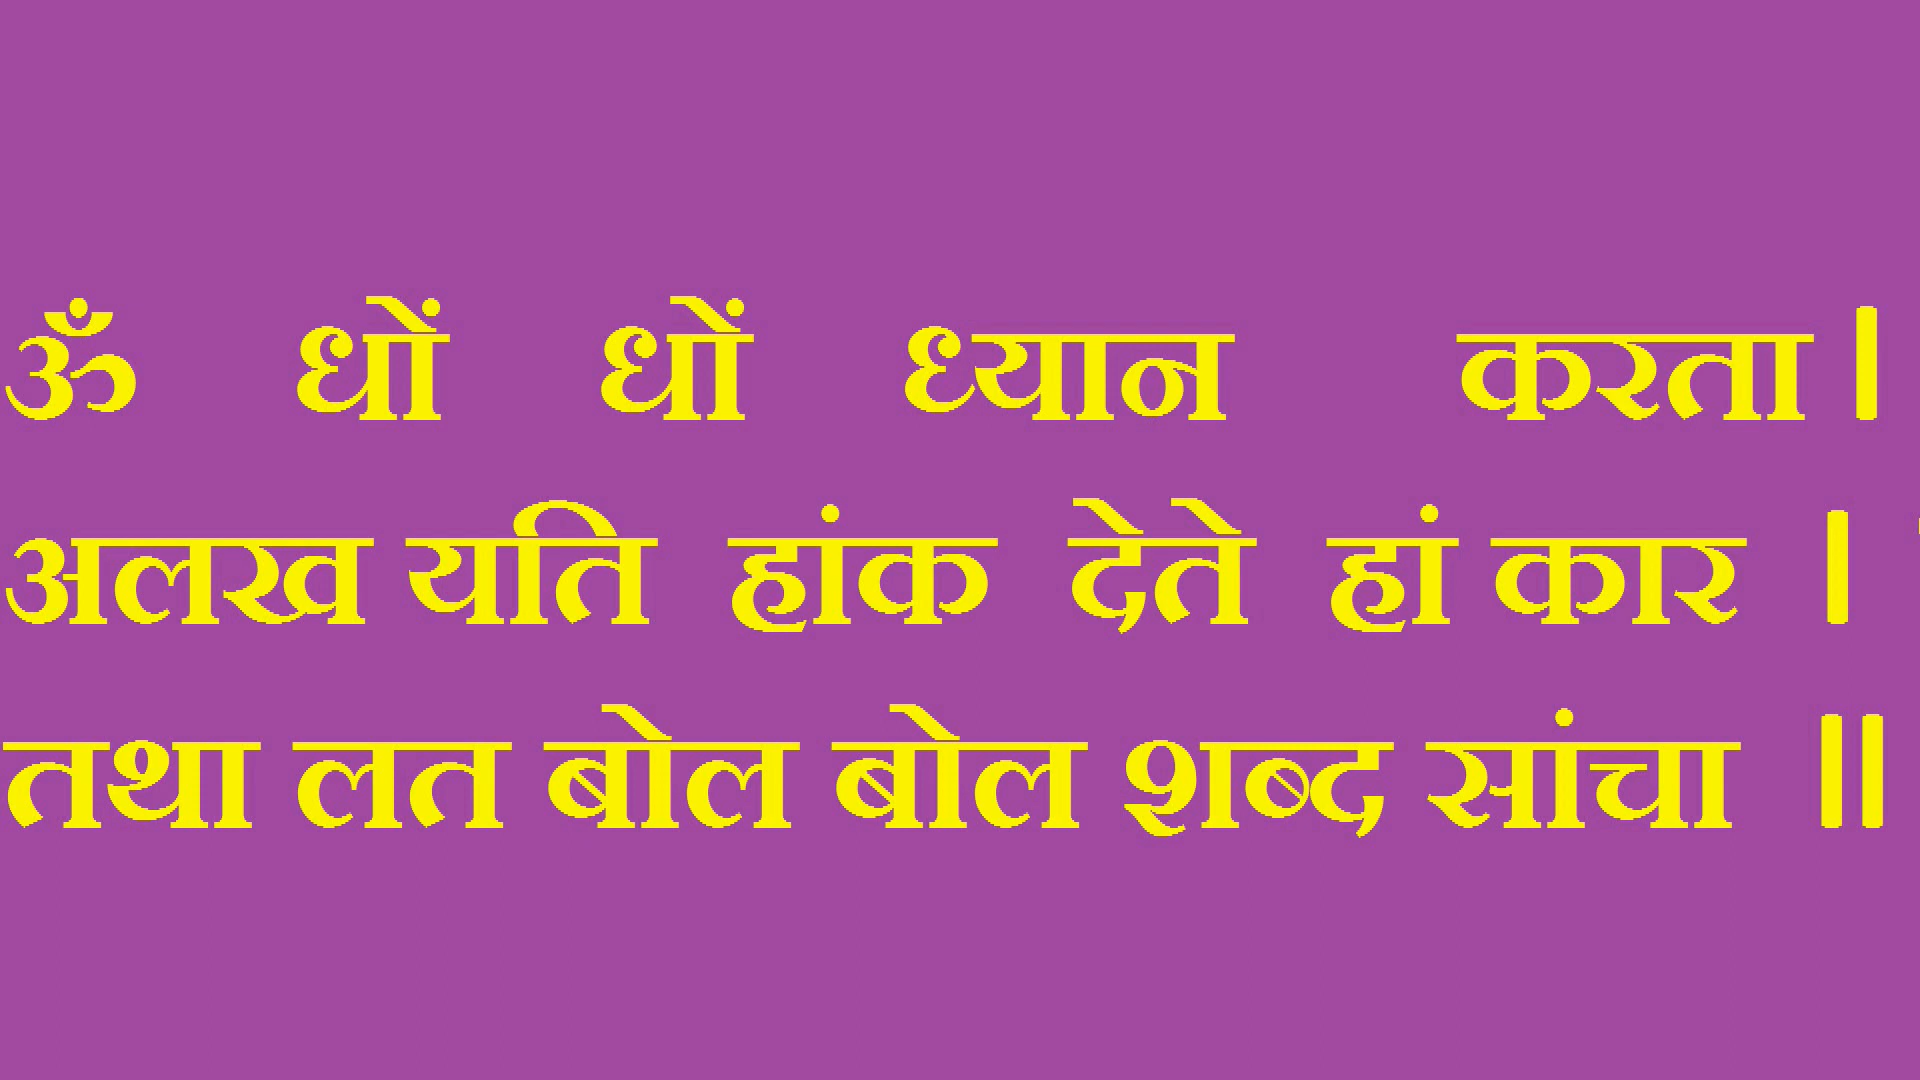 ॐ धों धों ध्यान करता ।
अलख यति हांक देते हां कार ।
तथा लत बोल बोल शब्द सांचा ॥